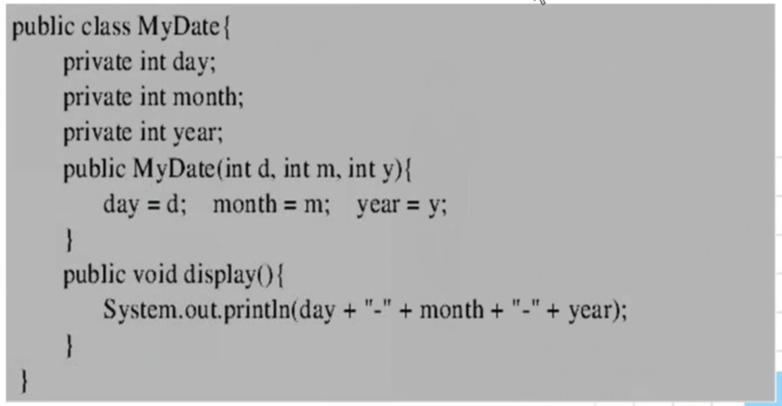 public class MyDate{
private int day;
private int month;
private int year;
public MyDate(int d, int m, int y){
day = d; month = m; year = y;
}
public void display(){
System.out.println(day + "-" + month + "-" + year);
}
}